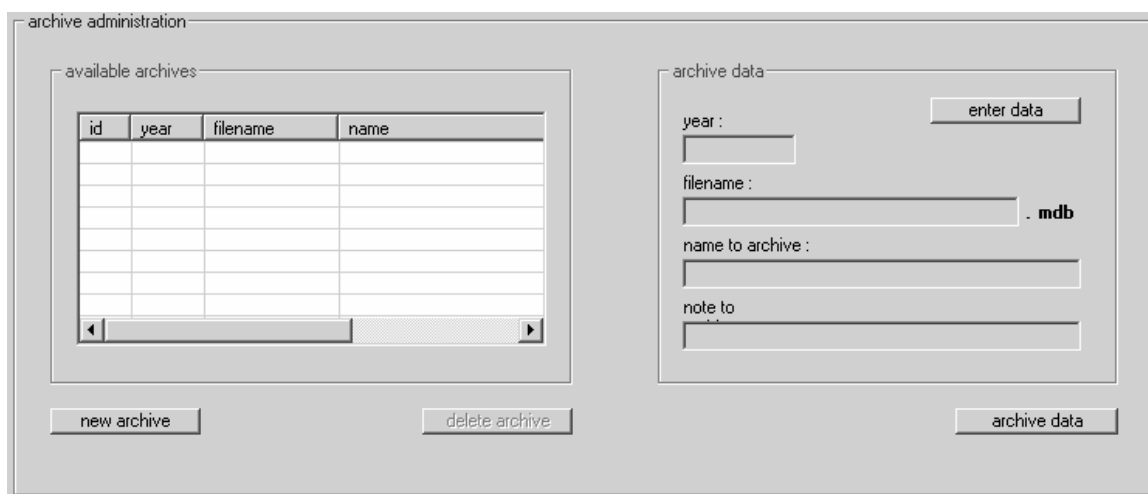 archive administration
available archives
id year filename name
new archive
delete archive
archive data
enter data
year :
filename :
. mdb
name to archive :
note to
archive data